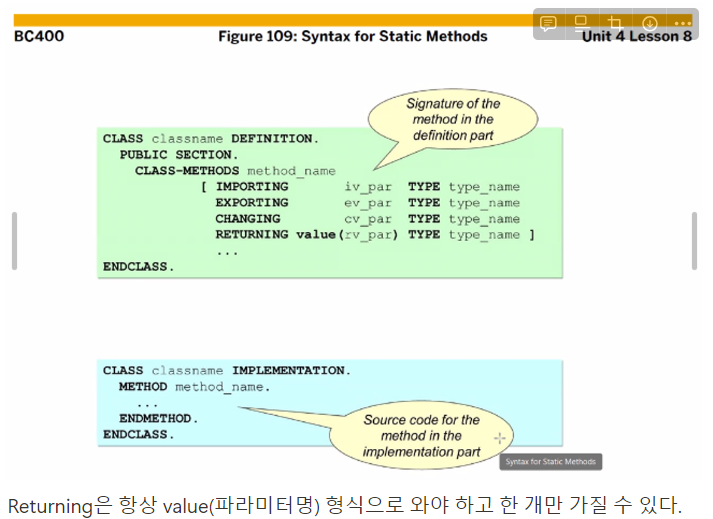 BC400
Figure 109: Syntax for Static Methods
Unit 4 Lesson 8
Signature of the
method in the
definition part
CLASS classname DEFINITION.
PUBLIC SECTION.
CLASS-METHODS method_name
[ IMPORTING iv_par TYPE type_name
EXPORTING ev_par TYPE type_name
CHANGING cv_par TYPE type_name
RETURNING value(rv_par) TYPE type_name ]
...
ENDCLASS.
CLASS classname IMPLEMENTATION.
METHOD method_name.
...
ENDMETHOD.
ENDCLASS.
Source code for the
method in the
implementation part
Syntax for Static Methods
Returning은 항상 value(파라미터명) 형식으로 와야 하고 한 개만 가질 수 있다.